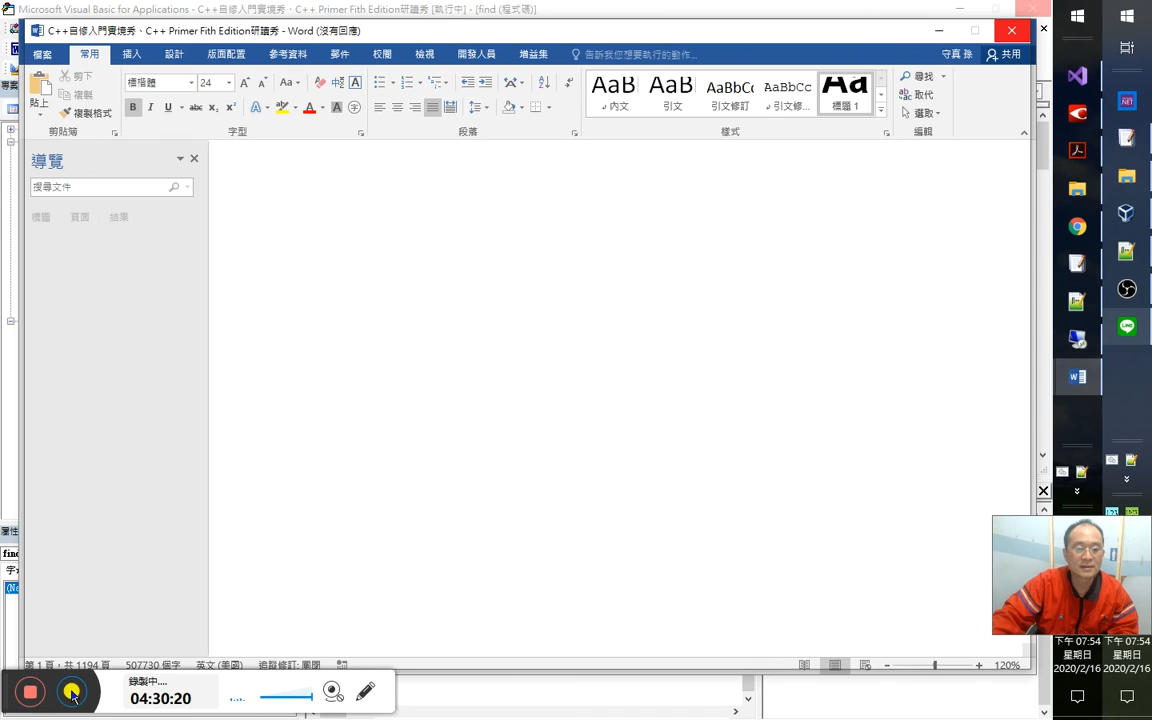 Microsoft Visual Basic for Applications - C++自修入門實境秀、C++ Primer Fith Edition研讀秀 [執行中] - [find (程式碼)]
C++自修入門實境秀、C++ Primer Fith Edition研讀秀 - Word (沒有回應)
檔案 常用 插入 設計 版面配置 參考資料 郵件 校閱 檢視 開發人員 增益集 告訴我您想要執行的動作... 守真 孫 共用
貼上
剪下
複製
複製格式
標楷體 24
剪貼簿 字型 段落 樣式 編輯
AaB AaB AaBbCc AaBbCc Aa
內文 引文 引文修訂 引文修... 標題 1
尋找
取代
選取
導覽
搜尋文件
標題 頁面 結果
第 1 頁，共 1194 頁 507730 個字 英文 (美國) 追蹤修訂: 關閉 120%
錄製中....
04:30:20
下午 07:54 下午 07:54
星期日 星期日
2020/2/16 2020/2/16